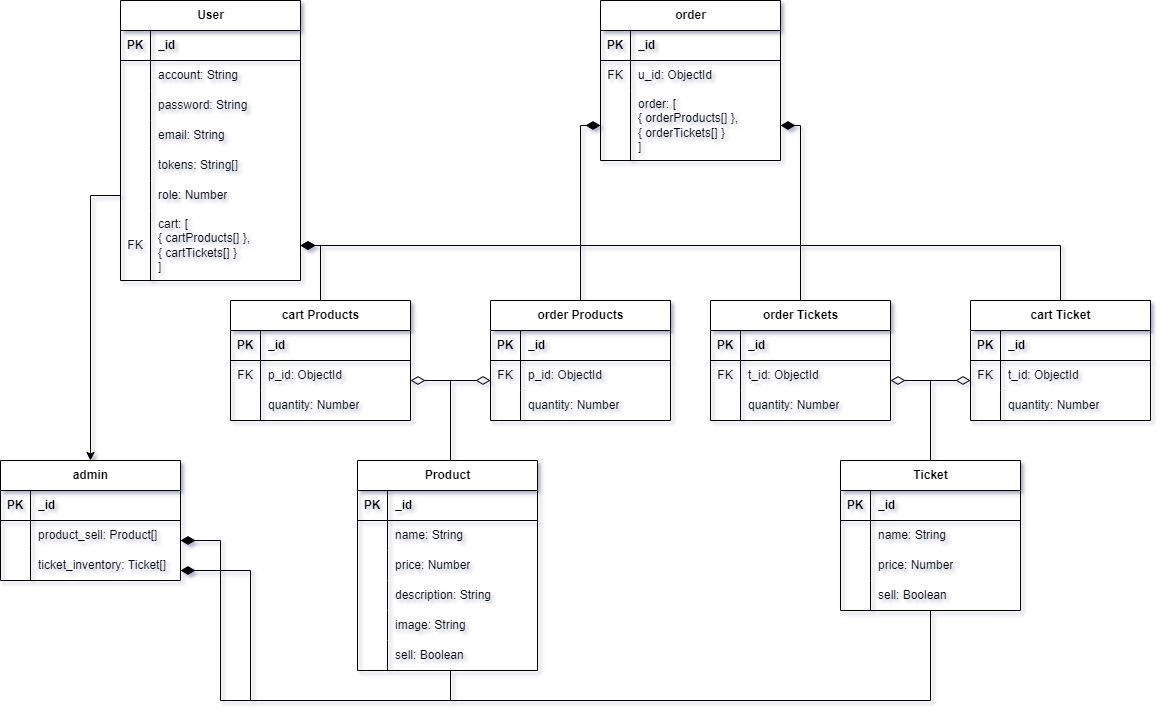 User
PK _id
account: String
password: String
email: String
tokens: String[]
role: Number
FK
cart: [
{ cartProducts[] },
{ cartTickets[] }
]
order
PK _id
FK u_id: ObjectId
order: [
{ orderProducts[] },
{ orderTickets[] }
]
cart Products
PK _id
FK p_id: ObjectId
quantity: Number
order Products
PK _id
FK p_id: ObjectId
quantity: Number
order Tickets
PK _id
FK t_id: ObjectId
quantity: Number
cart Ticket
PK _id
FK t_id: ObjectId
quantity: Number
admin
PK _id
product_sell: Product[]
ticket_inventory: Ticket[]
Product
PK _id
name: String
price: Number
description: String
image: String
sell: Boolean
Ticket
PK _id
name: String
price: Number
sell: Boolean